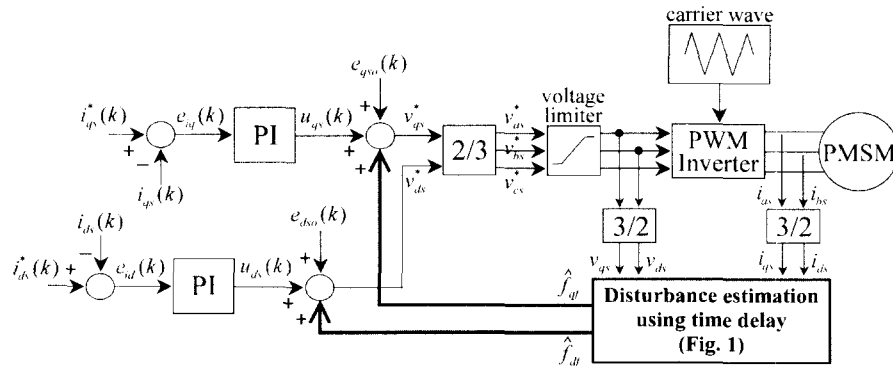 carrier wave
e_qso(k)
i*_qs(k)
e_iq(k)
PI
u_qs(k)
v*_qs
2/3
v*_as
v*_bs
v*_cs
voltage
limiter
PWM
Inverter
PMSM
i_qs(k)
v*_ds
i_as
i_bs
3/2
3/2
i_ds(k)
e_dso(k)
v_qs
v_ds
i_qs
i_ds
i*_ds(k)
e_id(k)
PI
u_ds(k)
f̂_qf
f̂_df
Disturbance estimation
using time delay
(Fig. 1)